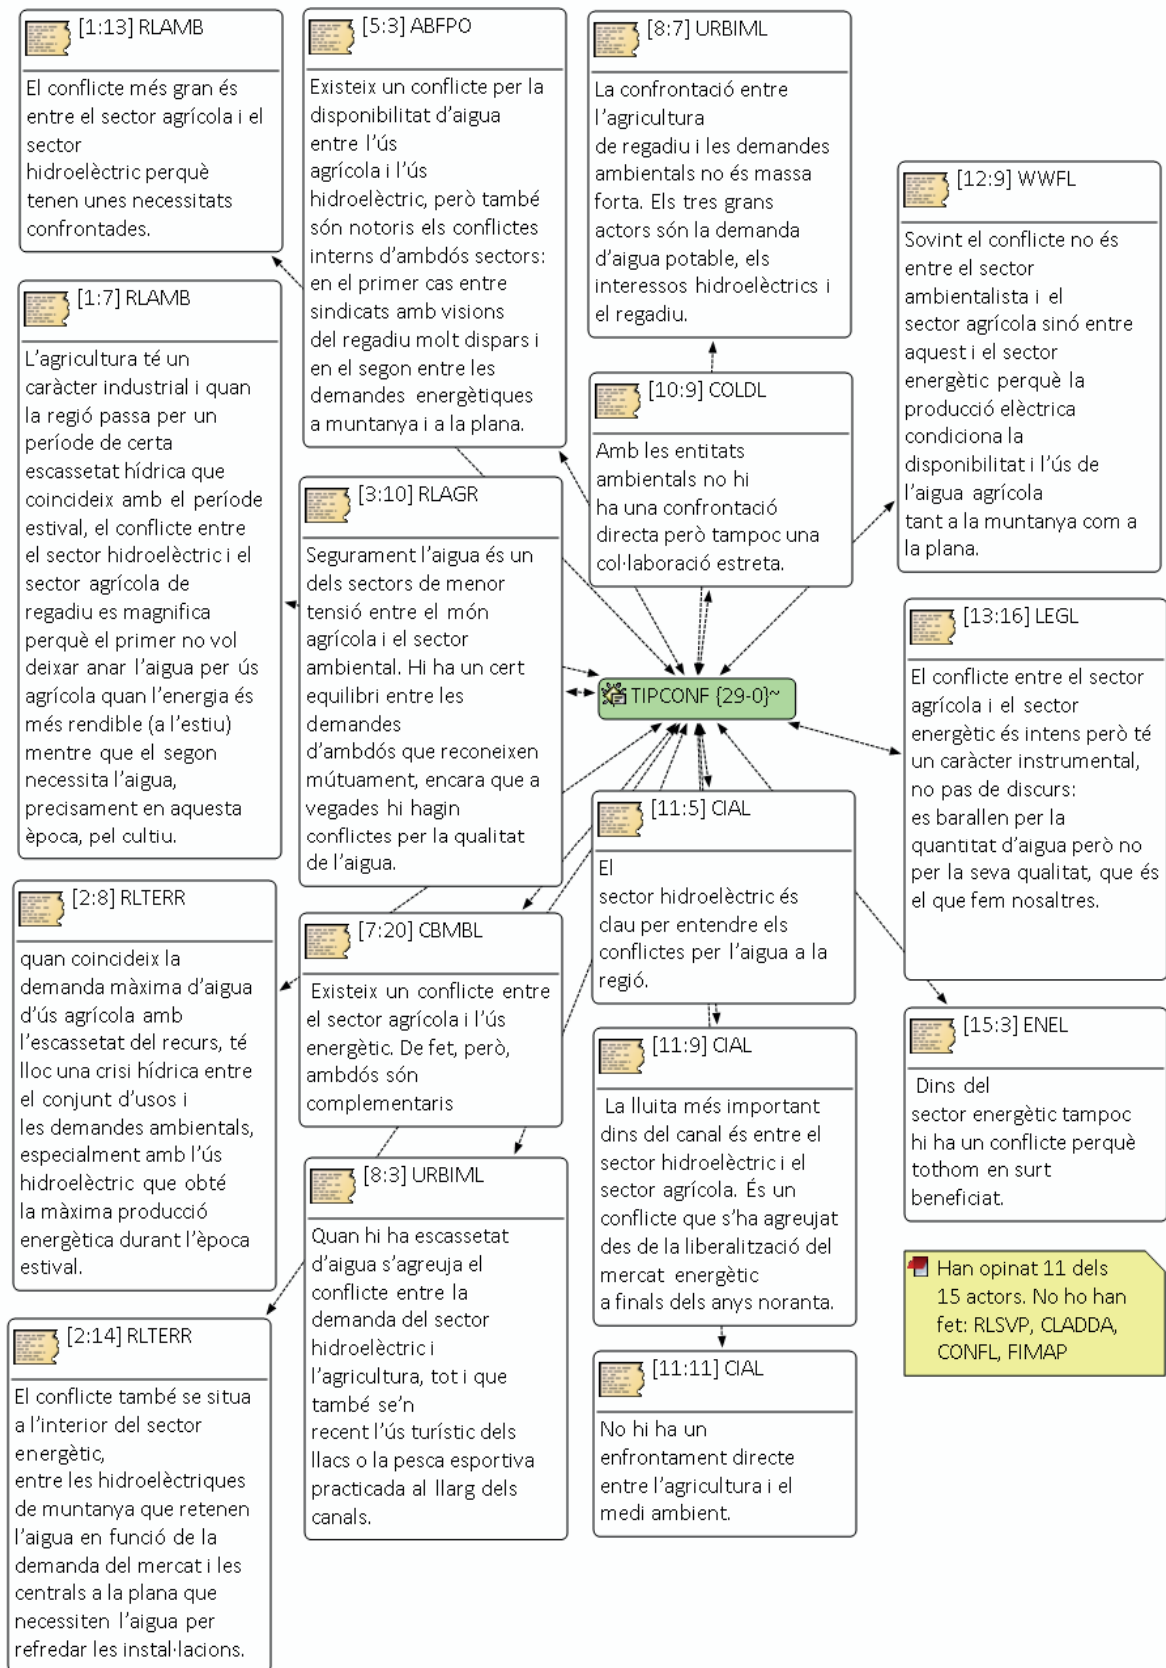 [1:13] RLAMB
El conflicte més gran és
entre el sector agrícola i el
sector
hidroelèctric perquè
tenen unes necessitats
confrontades.
[1:7] RLAMB
L'agricultura té un
caràcter industrial i quan
la regió passa per un
període de certa
escassetat hídrica que
coincideix amb el període
estival, el conflicte entre
el sector hidroelèctric i el
sector agrícola de
regadiu es magnifica
perquè el primer no vol
deixar anar l'aigua per ús
agrícola quan l'energia és
més rendible (a l'estiu)
mentre que el segon
necessita l'aigua,
precisament en aquesta
època, pel cultiu.
[2:8] RLTERR
quan coincideix la
demanda màxima d'aigua
d'ús agrícola amb
l'escassetat del recurs, té
lloc una crisi hídrica entre
el conjunt d'usos i
les demandes ambientals,
especialment amb l'ús
hidroelèctric que obté
la màxima producció
energètica durant l'època
estival.
[2:14] RLTERR
El conflicte també se situa
a l'interior del sector
energètic,
entre les hidroelèctriques
de muntanya que retenen
l'aigua en funció de la
demanda del mercat i les
centrals a la plana que
necessiten l'aigua per
refredar les instal·lacions.
[5:3] ABFPO
Existeix un conflicte per la
disponibilitat d'aigua
entre l'ús
agrícola i l'ús
hidroelèctric, però també
són notoris els conflictes
interns d'ambdós sectors:
en el primer cas entre
sindicats amb visions
del regadiu molt dispars i
en el segon entre les
demandes energètiques
a muntanya i a la plana.
[3:10] RLAGR
Segurament l'aigua és un
dels sectors de menor
tensió entre el món
agrícola i el sector
ambiental. Hi ha un cert
equilibri entre les
demandes
d'ambdós que reconeixen
mútuament, encara que a
vegades hi hagin
conflictes per la qualitat
de l'aigua.
[7:20] CBMBL
Existeix un conflicte entre
el sector agrícola i l'ús
energètic. De fet, però,
ambdós són
complementaris
[8:3] URBIML
Quan hi ha escassetat
d'aigua s'agreuja el
conflicte entre la
demanda del sector
hidroelèctric i
l'agricultura, tot i que
també se'n
recent l'ús turístic dels
llacs o la pesca esportiva
practicada al llarg dels
canals.
[8:7] URBIML
La confrontació entre
l'agricultura
de regadiu i les demandes
ambientals no és massa
forta. Els tres grans
actors són la demanda
d'aigua potable, els
interessos hidroelèctrics i
el regadiu.
[10:9] COLDL
Amb les entitats
ambientals no hi
ha una confrontació
directa però tampoc una
col·laboració estreta.
TIPCONF {29-0}~
[11:5] CIAL
El
sector hidroelèctric és
clau per entendre els
conflictes per l'aigua a la
regió.
[11:9] CIAL
La lluita més important
dins del canal és entre el
sector hidroelèctric i el
sector agrícola. És un
conflicte que s'ha agreujat
des de la liberalització del
mercat energètic
a finals dels anys noranta.
[11:11] CIAL
No hi ha un
enfrontament directe
entre l'agricultura i el
medi ambient.
[12:9] WWFL
Sovint el conflicte no és
entre el sector
ambientalista i el
sector agrícola sinó entre
aquest i el sector
energètic perquè la
producció elèctrica
condiciona la
disponibilitat i l'ús de
l'aigua agrícola
tant a la muntanya com a
la plana.
[13:16] LEGL
El conflicte entre el sector
agrícola i el sector
energètic és intens però té
un caràcter instrumental,
no pas de discurs:
es barallen per la
quantitat d'aigua però no
per la seva qualitat, que és
el que fem nosaltres.
[15:3] ENEL
Dins del
sector energètic tampoc
hi ha un conflicte perquè
tothom en surt
beneficiat.
Han opinat 11 dels
15 actors. No ho han
fet: RLSVP, CLADDA,
CONFL, FIMAP